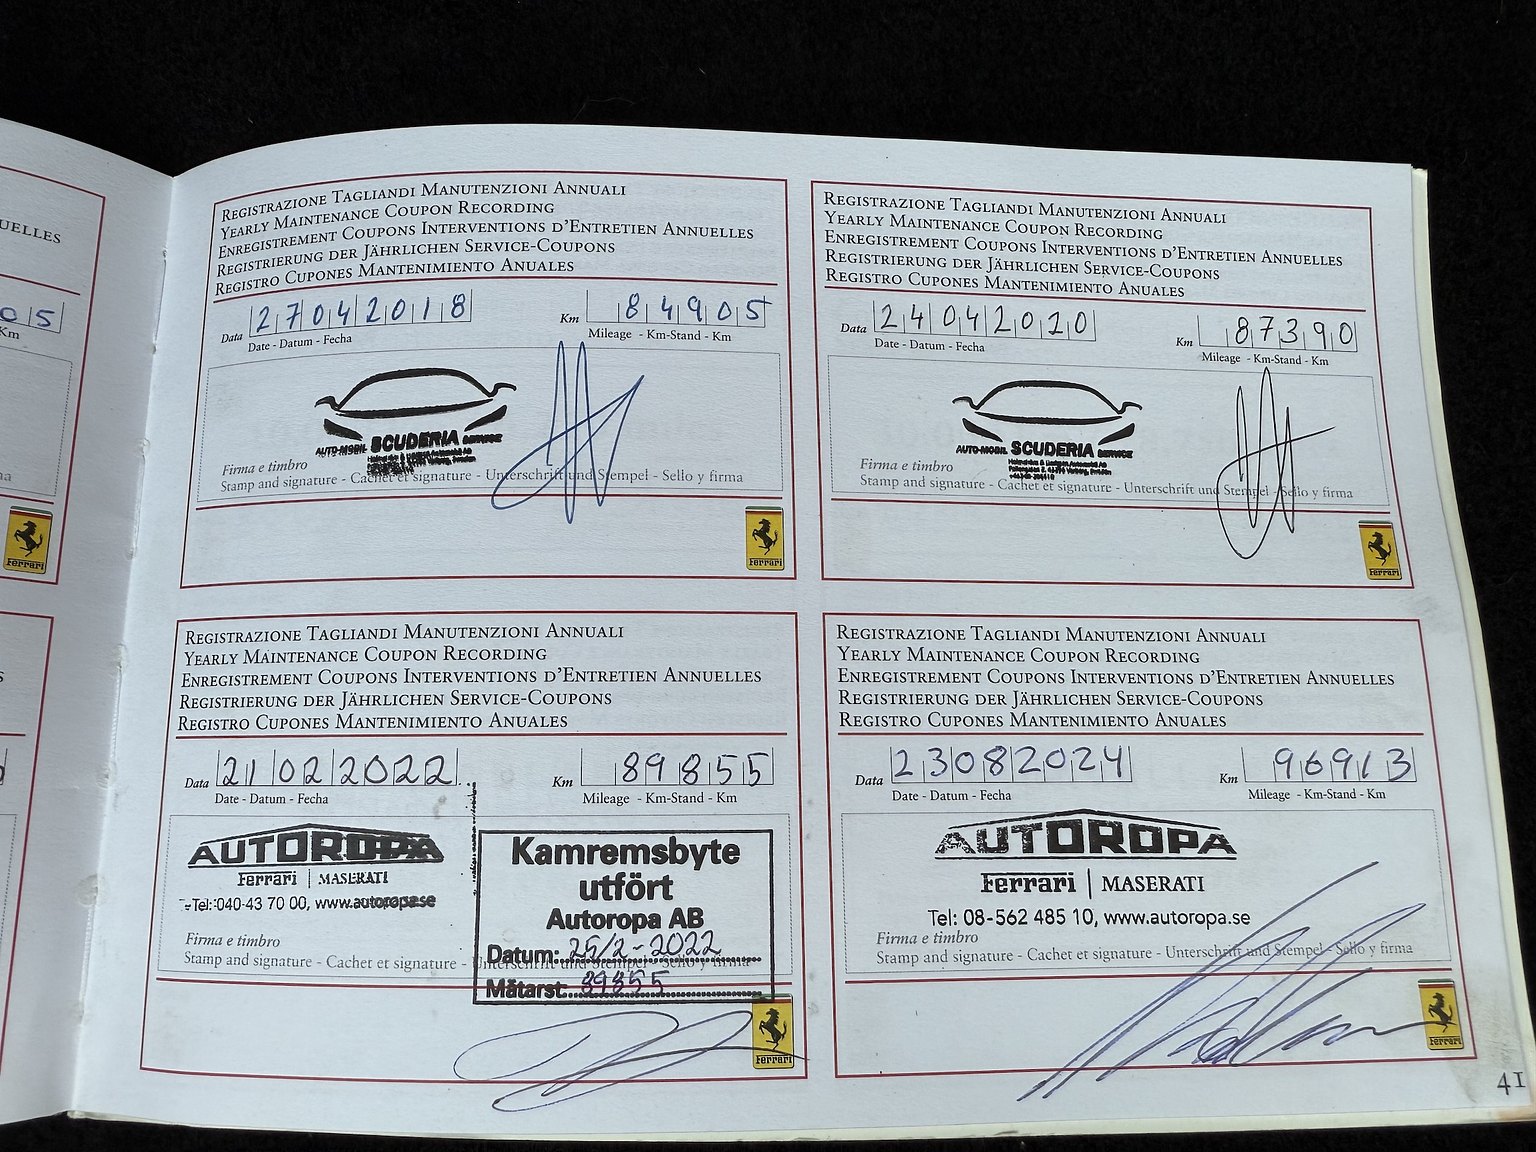 UELLES
05
Km
REGISTRAZIONE TAGLIANDI MANUTENZIONI ANNUALI
YEARLY MAINTENANCE COUPON RECORDING
ENREGISTREMENT COUPONS INTERVENTIONS D'ENTRETIEN ANNUELLES
REGISTRIERUNG DER JÄHRLICHEN SERVICE-COUPONS
REGISTRO CUPONES MANTENIMIENTO ANUALES
Data 27042018 Km 84905
Date - Datum - Fecha Mileage - Km-Stand - Km
AUTO-MOBIL SCUDERIA SERVICE
Firma e timbro
Stamp and signature - Cachet et signature - Unterschrift und Stempel - Sello y firma
Ferrari
REGISTRAZIONE TAGLIANDI MANUTENZIONI ANNUALI
YEARLY MAINTENANCE COUPON RECORDING
ENREGISTREMENT COUPONS INTERVENTIONS D'ENTRETIEN ANNUELLES
REGISTRIERUNG DER JÄHRLICHEN SERVICE-COUPONS
REGISTRO CUPONES MANTENIMIENTO ANUALES
Data 24042020 Km 87390
Date - Datum - Fecha Mileage - Km-Stand - Km
AUTO-MOBIL SCUDERIA SERVICE
Firma e timbro
Stamp and signature - Cachet et signature - Unterschrift und Stempel - Sello y firma
Ferrari
Ferrari
REGISTRAZIONE TAGLIANDI MANUTENZIONI ANNUALI
YEARLY MAINTENANCE COUPON RECORDING
ENREGISTREMENT COUPONS INTERVENTIONS D'ENTRETIEN ANNUELLES
REGISTRIERUNG DER JÄHRLICHEN SERVICE-COUPONS
REGISTRO CUPONES MANTENIMIENTO ANUALES
Data 21022022 Km 89855
Date - Datum - Fecha Mileage - Km-Stand - Km
AUTOROPA
Ferrari | MASERATI
Tel: 040-43 70 00, www.autoropa.se
Firma e timbro
Stamp and signature - Cachet et signature - Unterschrift und Stempel - Sello y firma
Kamremsbyte
utfört
Autoropa AB
Datum: 25/2-2022
Mätarst: 89855
Ferrari
REGISTRAZIONE TAGLIANDI MANUTENZIONI ANNUALI
YEARLY MAINTENANCE COUPON RECORDING
ENREGISTREMENT COUPONS INTERVENTIONS D'ENTRETIEN ANNUELLES
REGISTRIERUNG DER JÄHRLICHEN SERVICE-COUPONS
REGISTRO CUPONES MANTENIMIENTO ANUALES
Data 23082024 Km 96913
Date - Datum - Fecha Mileage - Km-Stand - Km
AUTOROPA
Ferrari | MASERATI
Tel: 08-562 485 10, www.autoropa.se
Firma e timbro
Stamp and signature - Cachet et signature - Unterschrift und Stempel - Sello y firma
Ferrari
41